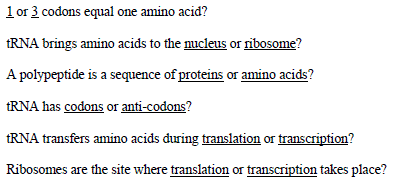 1 or 3 codons equal one amino acid?
tRNA brings amino acids to the nucleus or ribosome?
A polypeptide is a sequence of proteins or amino acids?
tRNA has codons or anti-codons?
tRNA transfers amino acids during translation or transcription?
Ribosomes are the site where translation or transcription takes place?